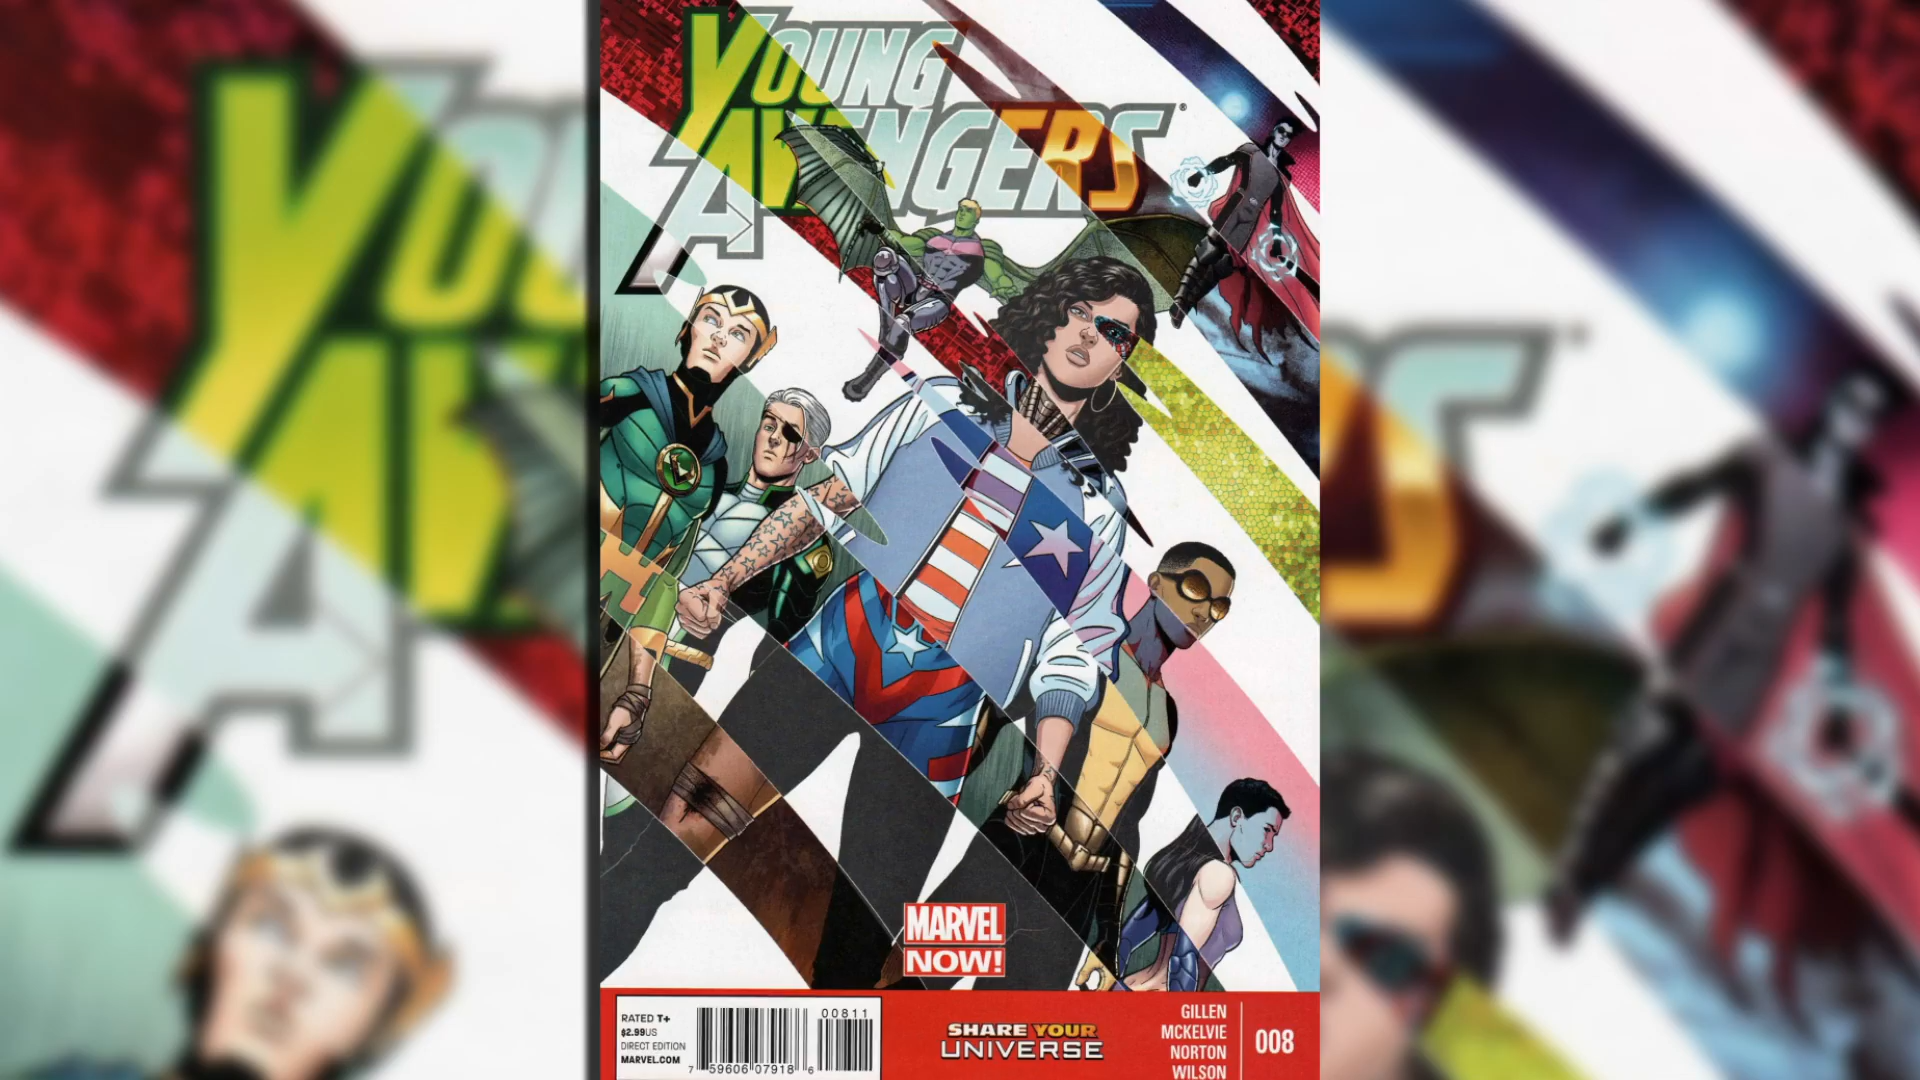 YOUNG
AVENGERS®
A
MARVEL
NOW!
RATED T+
$2.99US
DIRECT EDITION
MARVEL.COM
00811
7 59606 07918 6
SHARE YOUR
UNIVERSE
GILLEN
MCKELVIE
NORTON
WILSON
008